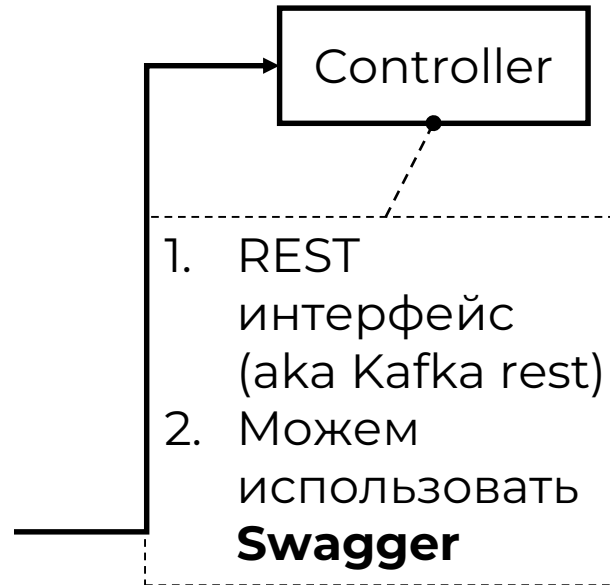 Controller
1. REST
интерфейс
(aka Kafka rest)
2. Можем
использовать
Swagger